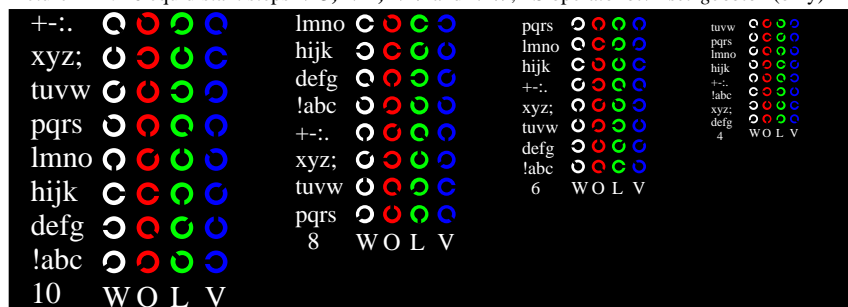 +-:.
xyz;
tuvw
pqrs
lmno
hijk
defg
!abc
10 W O L V
lmno
hijk
defg
!abc
+-:.
xyz;
tuvw
pqrs
8 W O L V
pqrs
lmno
hijk
+-:.
xyz;
tuvw
defg
!abc
6 W O L V
tuvw
pqrs
lmno
hijk
+-:.
!abc
xyz;
defg
4 W O L V